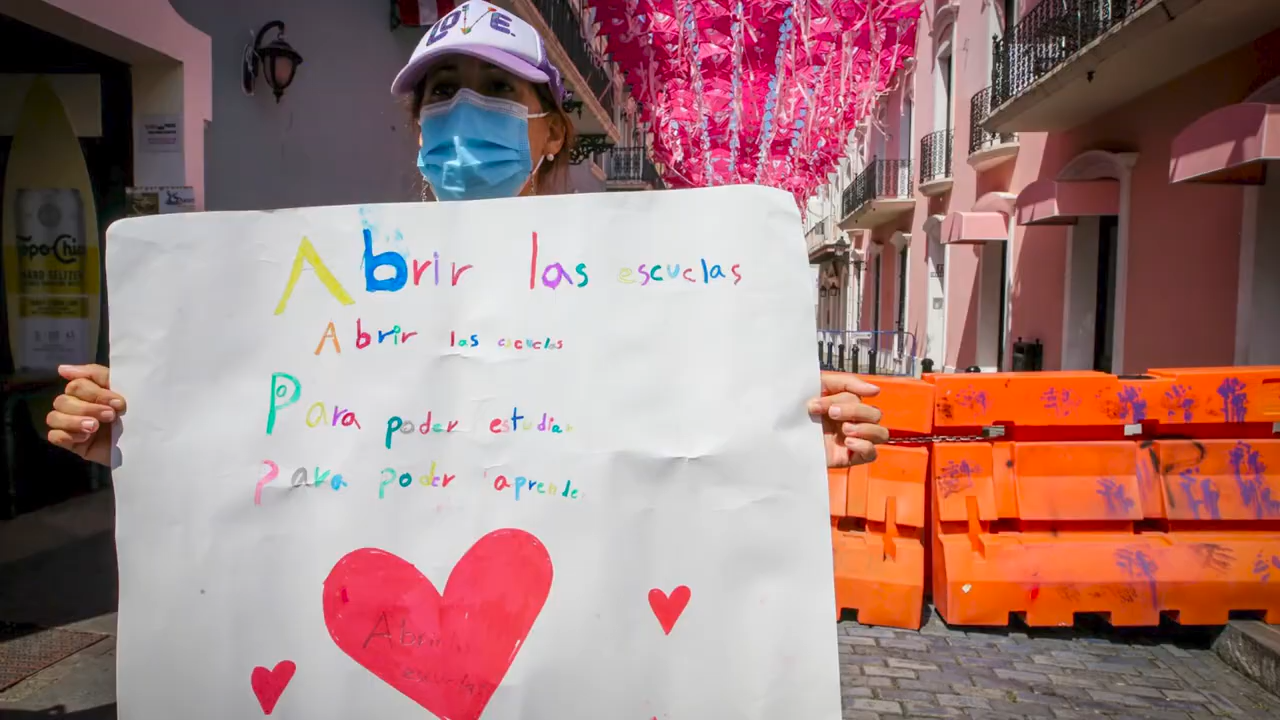 LOVE
Abrir las escuelas
Abrir las escuelas
Para poder estudiar
Para poder aprender
Abrir
escuelas
Topo Chico
HARD SELTZER